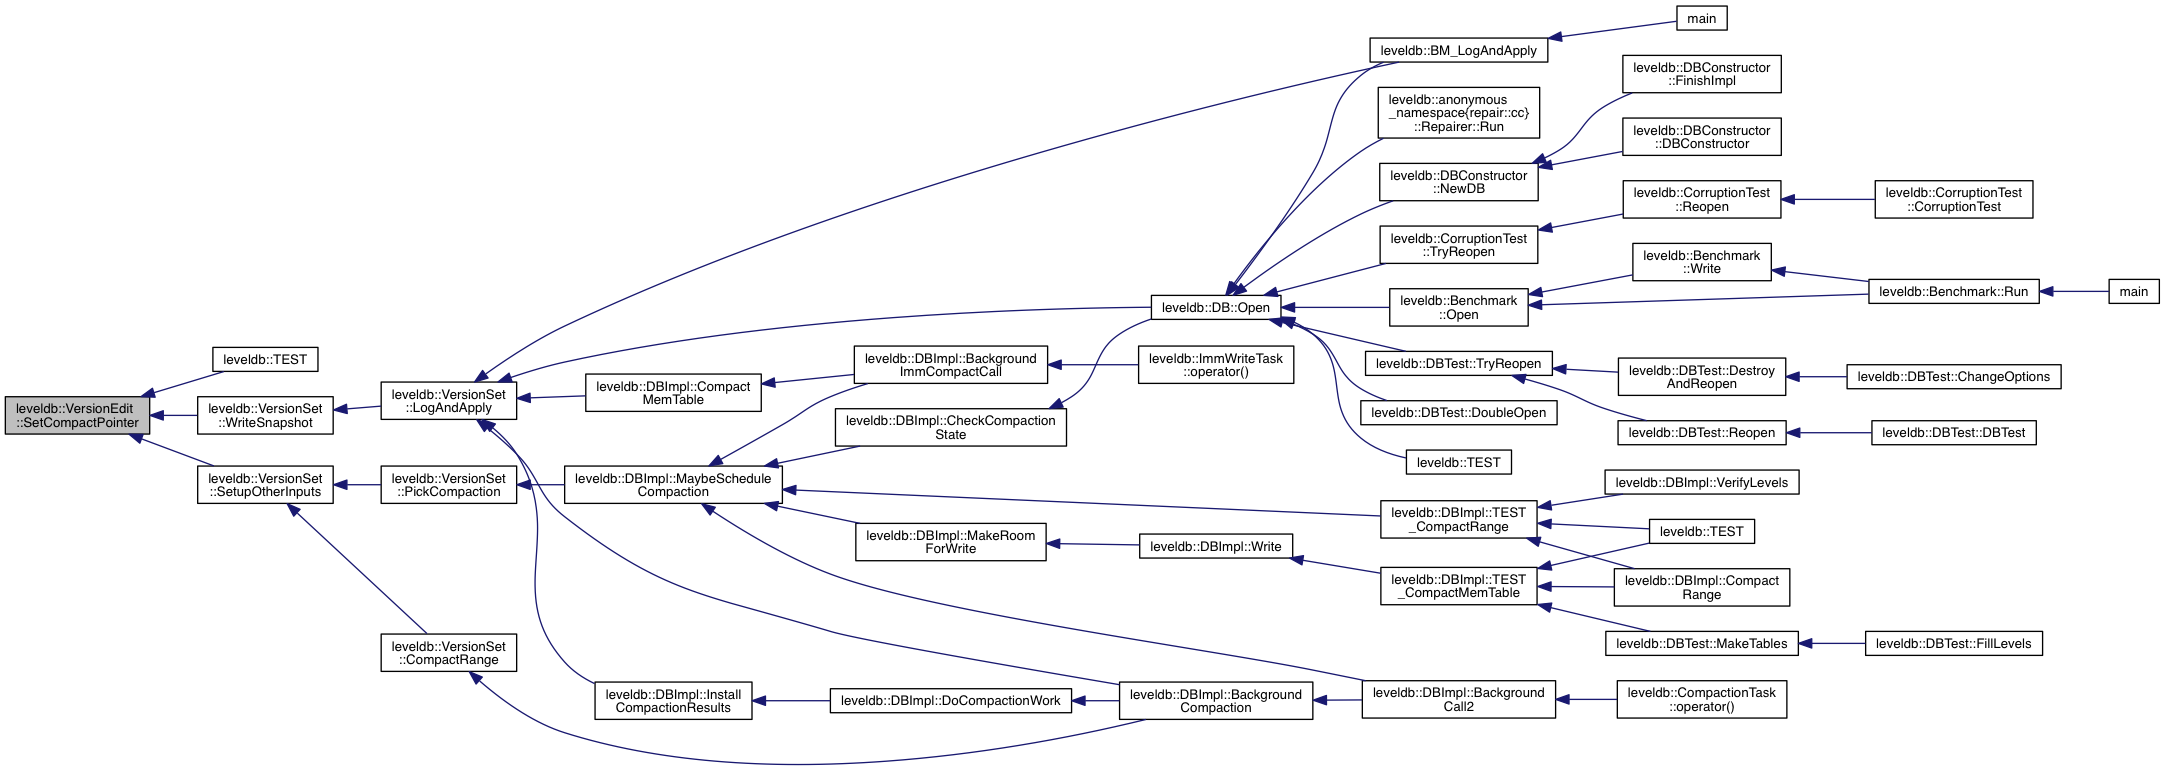 main
leveldb::BM_LogAndApply
leveldb::DBConstructor
::FinishImpl
leveldb::anonymous
_namespace{repair::cc}
::Repairer::Run
leveldb::DBConstructor
::DBConstructor
leveldb::DBConstructor
::NewDB
leveldb::CorruptionTest
::Reopen
leveldb::CorruptionTest
::CorruptionTest
leveldb::CorruptionTest
::TryReopen
leveldb::Benchmark
::Write
leveldb::DB::Open
leveldb::Benchmark
::Open
leveldb::Benchmark::Run
main
leveldb::TEST
leveldb::DBImpl::Background
ImmCompactCall
leveldb::ImmWriteTask
::operator()
leveldb::DBTest::TryReopen
leveldb::DBTest::Destroy
AndReopen
leveldb::DBTest::ChangeOptions
leveldb::VersionEdit
::SetCompactPointer
leveldb::VersionSet
::WriteSnapshot
leveldb::VersionSet
::LogAndApply
leveldb::DBImpl::Compact
MemTable
leveldb::DBImpl::CheckCompaction
State
leveldb::DBTest::DoubleOpen
leveldb::DBTest::Reopen
leveldb::DBTest::DBTest
leveldb::TEST
leveldb::VersionSet
::SetupOtherInputs
leveldb::VersionSet
::PickCompaction
leveldb::DBImpl::MaybeSchedule
Compaction
leveldb::DBImpl::VerifyLevels
leveldb::DBImpl::TEST
_CompactRange
leveldb::TEST
leveldb::DBImpl::MakeRoom
ForWrite
leveldb::DBImpl::Write
leveldb::DBImpl::TEST
_CompactMemTable
leveldb::DBImpl::Compact
Range
leveldb::VersionSet
::CompactRange
leveldb::DBTest::MakeTables
leveldb::DBTest::FillLevels
leveldb::DBImpl::Install
CompactionResults
leveldb::DBImpl::DoCompactionWork
leveldb::DBImpl::Background
Compaction
leveldb::DBImpl::Background
Call2
leveldb::CompactionTask
::operator()